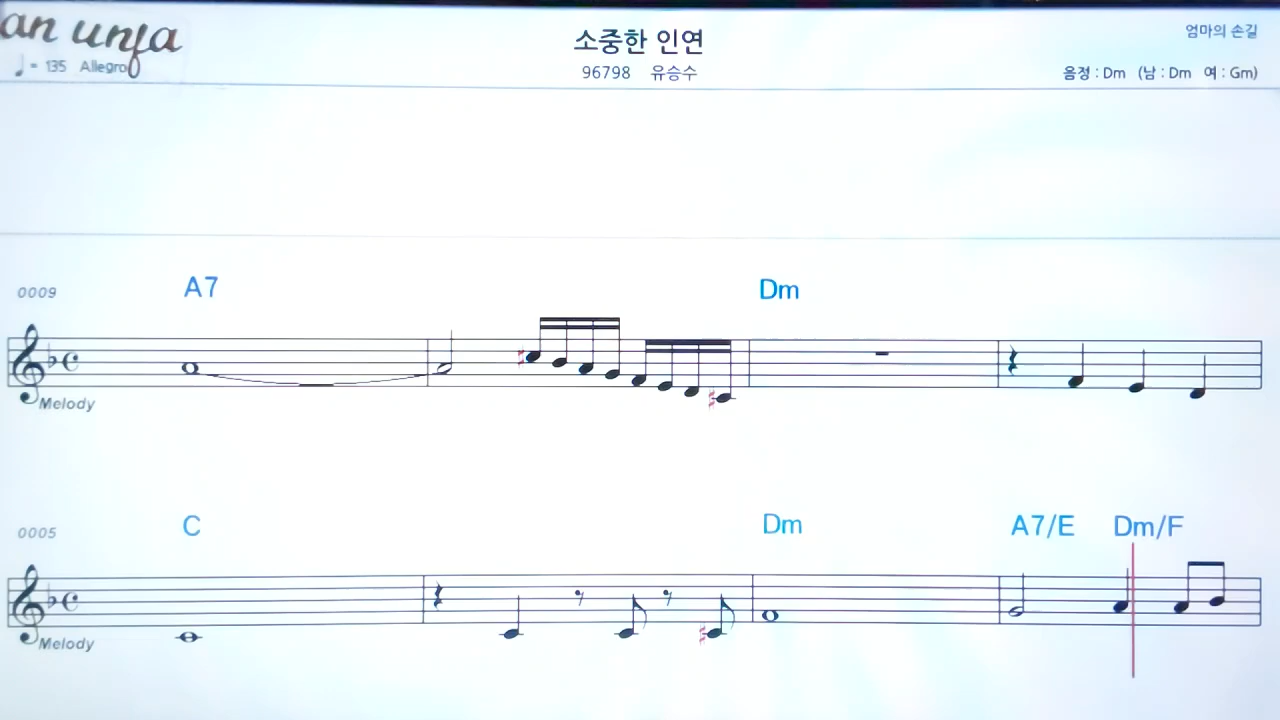 an unja
♩= 135 Allegro
소중한 인연
96798 유승수
엄마의 손길
음정 : Dm (남 : Dm 여 : Gm)
0009 A7 Dm
Melody
0005 C Dm A7/E Dm/F
Melody